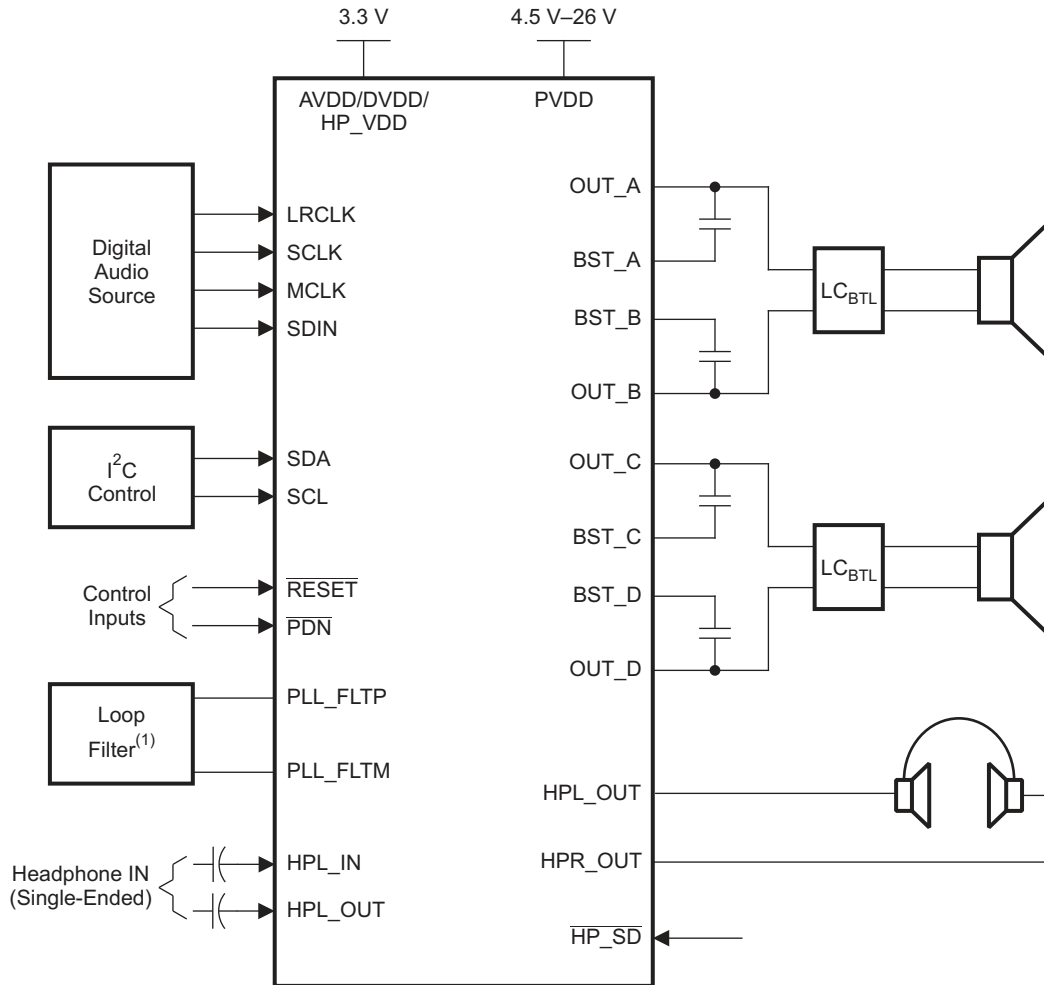 3.3 V
4.5 V–26 V
AVDD/DVDD/
HP_VDD
PVDD
Digital
Audio
Source
LRCLK
SCLK
MCLK
SDIN
I²C
Control
SDA
SCL
Control
Inputs
RESET
PDN
Loop
Filter(1)
PLL_FLTP
PLL_FLTM
Headphone IN
(Single-Ended)
HPL_IN
HPL_OUT
OUT_A
BST_A
BST_B
OUT_B
LCBTL
OUT_C
BST_C
BST_D
OUT_D
LCBTL
HPL_OUT
HPR_OUT
HP_SD